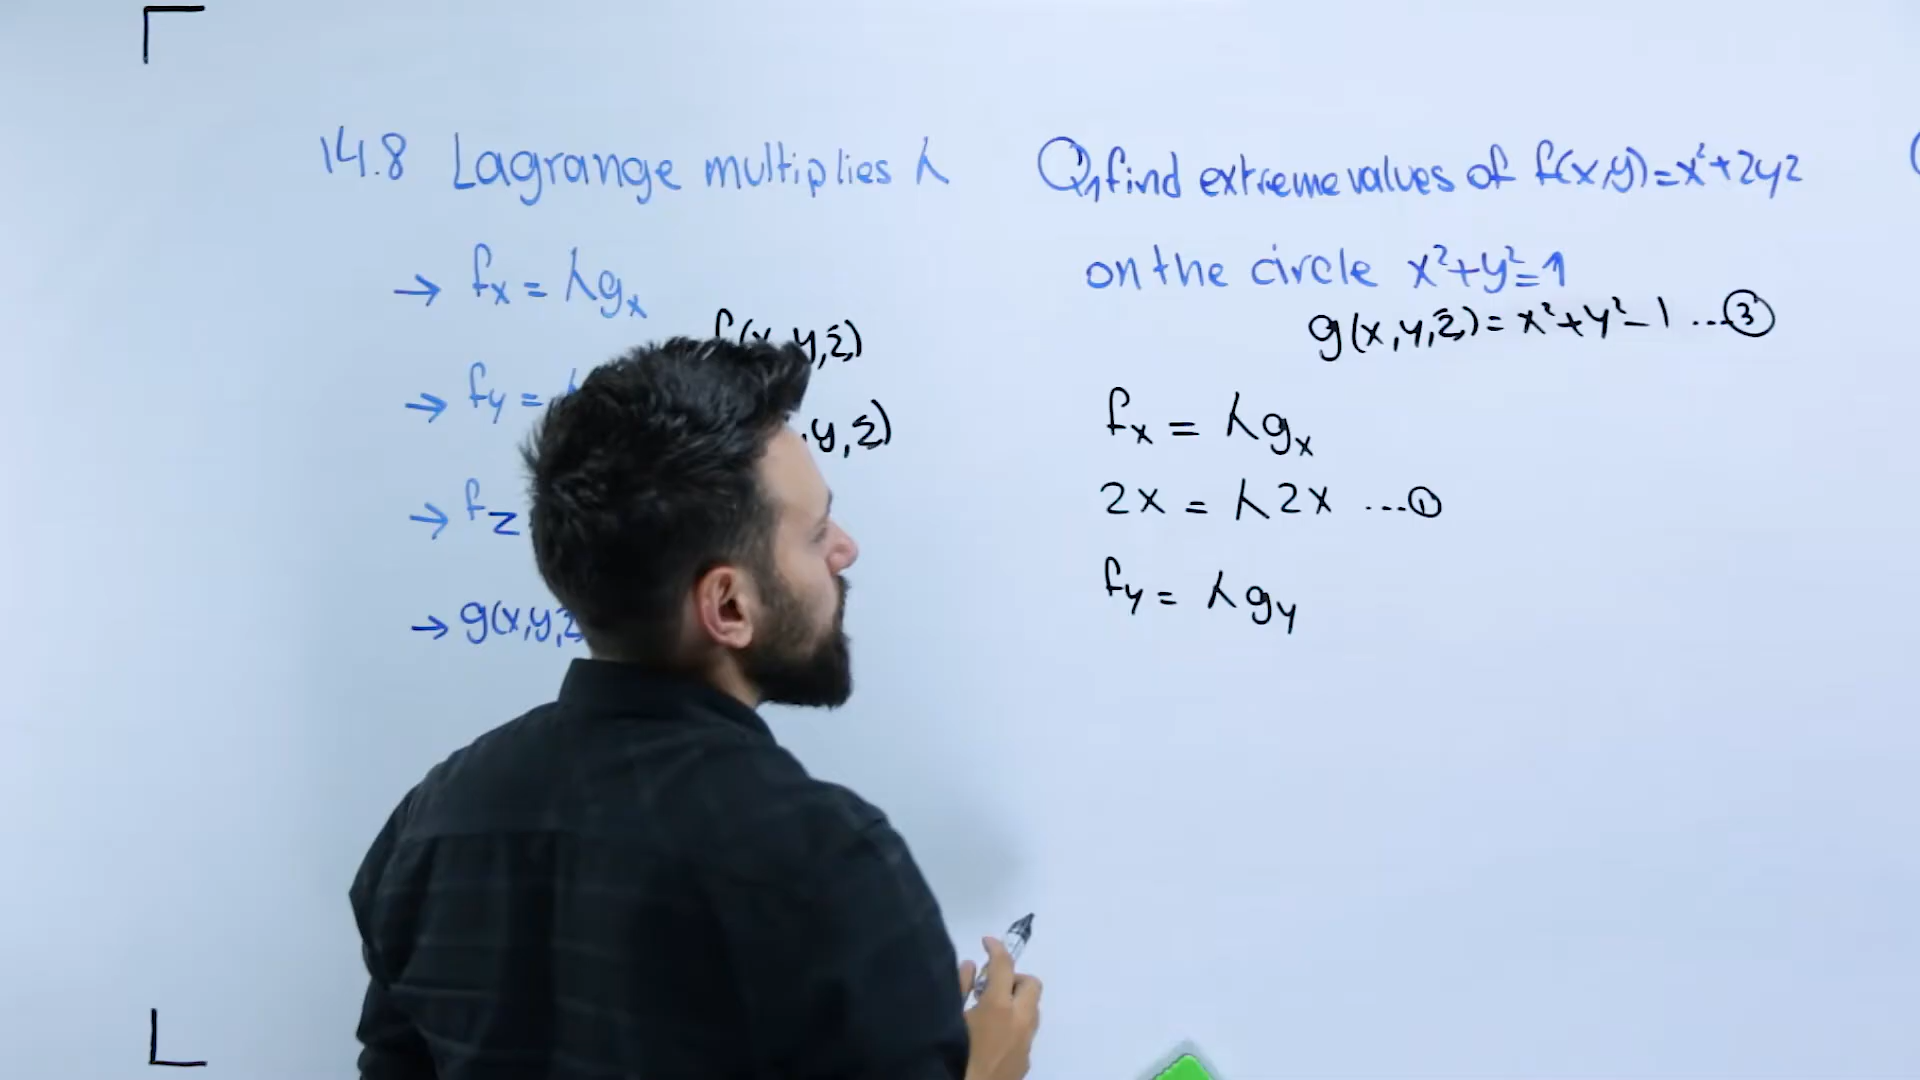 14.8 Lagrange multiplies λ
→ fx = λgx
f(x,y,z)
→ fy =
,y,z)
→ fz
→ g(x,y,z
Q1 find extreme values of f(x,y)=x²+2y2
on the circle x²+y²=1
g(x,y,z)= x²+y²-1 ...③
fx = λgx
2x = λ2x ...①
fy = λgy